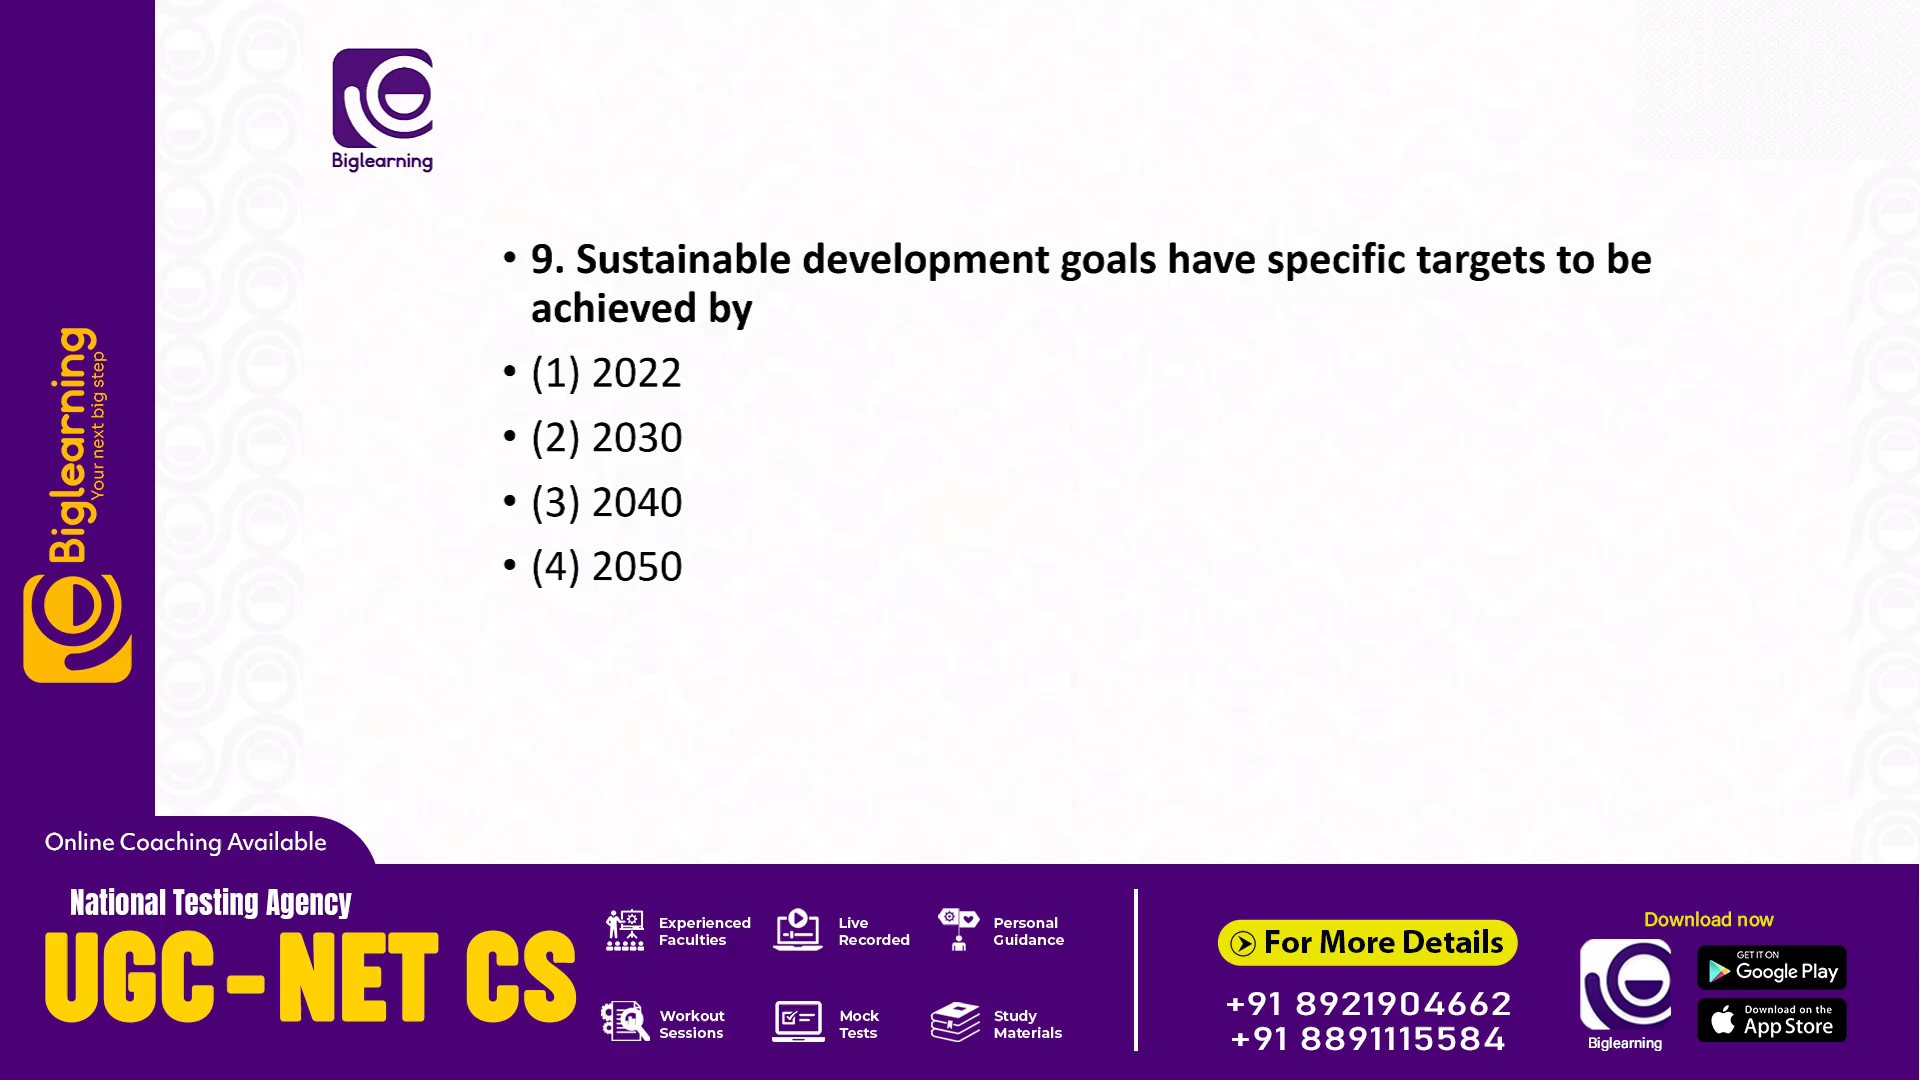 Biglearning
• 9. Sustainable development goals have specific targets to be
achieved by
• (1) 2022
• (2) 2030
• (3) 2040
• (4) 2050
Biglearning
Your next big step
Online Coaching Available
National Testing Agency
UGC-NET CS
Experienced
Faculties
Live
Recorded
Personal
Guidance
Workout
Sessions
Mock
Tests
Study
Materials
For More Details
+91 8921904662
+91 8891115584
Download now
Biglearning
GET IT ON
Google Play
Download on the
App Store